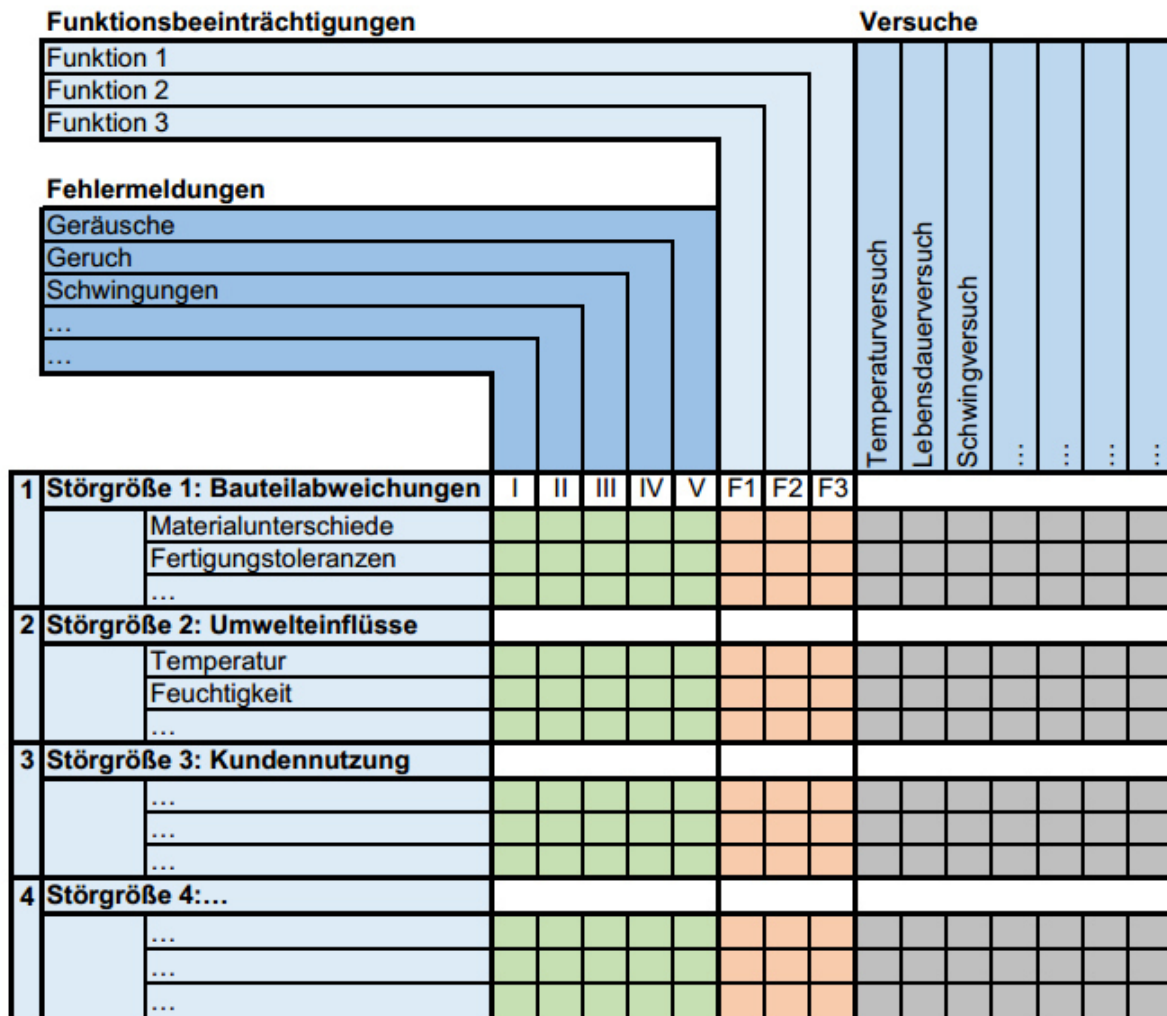 Funktionsbeeinträchtigungen
Versuche
Funktion 1
Funktion 2
Funktion 3
Fehlermeldungen
Geräusche
Geruch
Schwingungen
…
…
Temperaturversuch
Lebensdauerversuch
Schwingversuch
…
…
…
…
1 Störgröße 1: Bauteilabweichungen I II III IV V F1 F2 F3
Materialunterschiede
Fertigungstoleranzen
…
2 Störgröße 2: Umwelteinflüsse
Temperatur
Feuchtigkeit
…
3 Störgröße 3: Kundennutzung
…
…
…
4 Störgröße 4:…
…
…
…